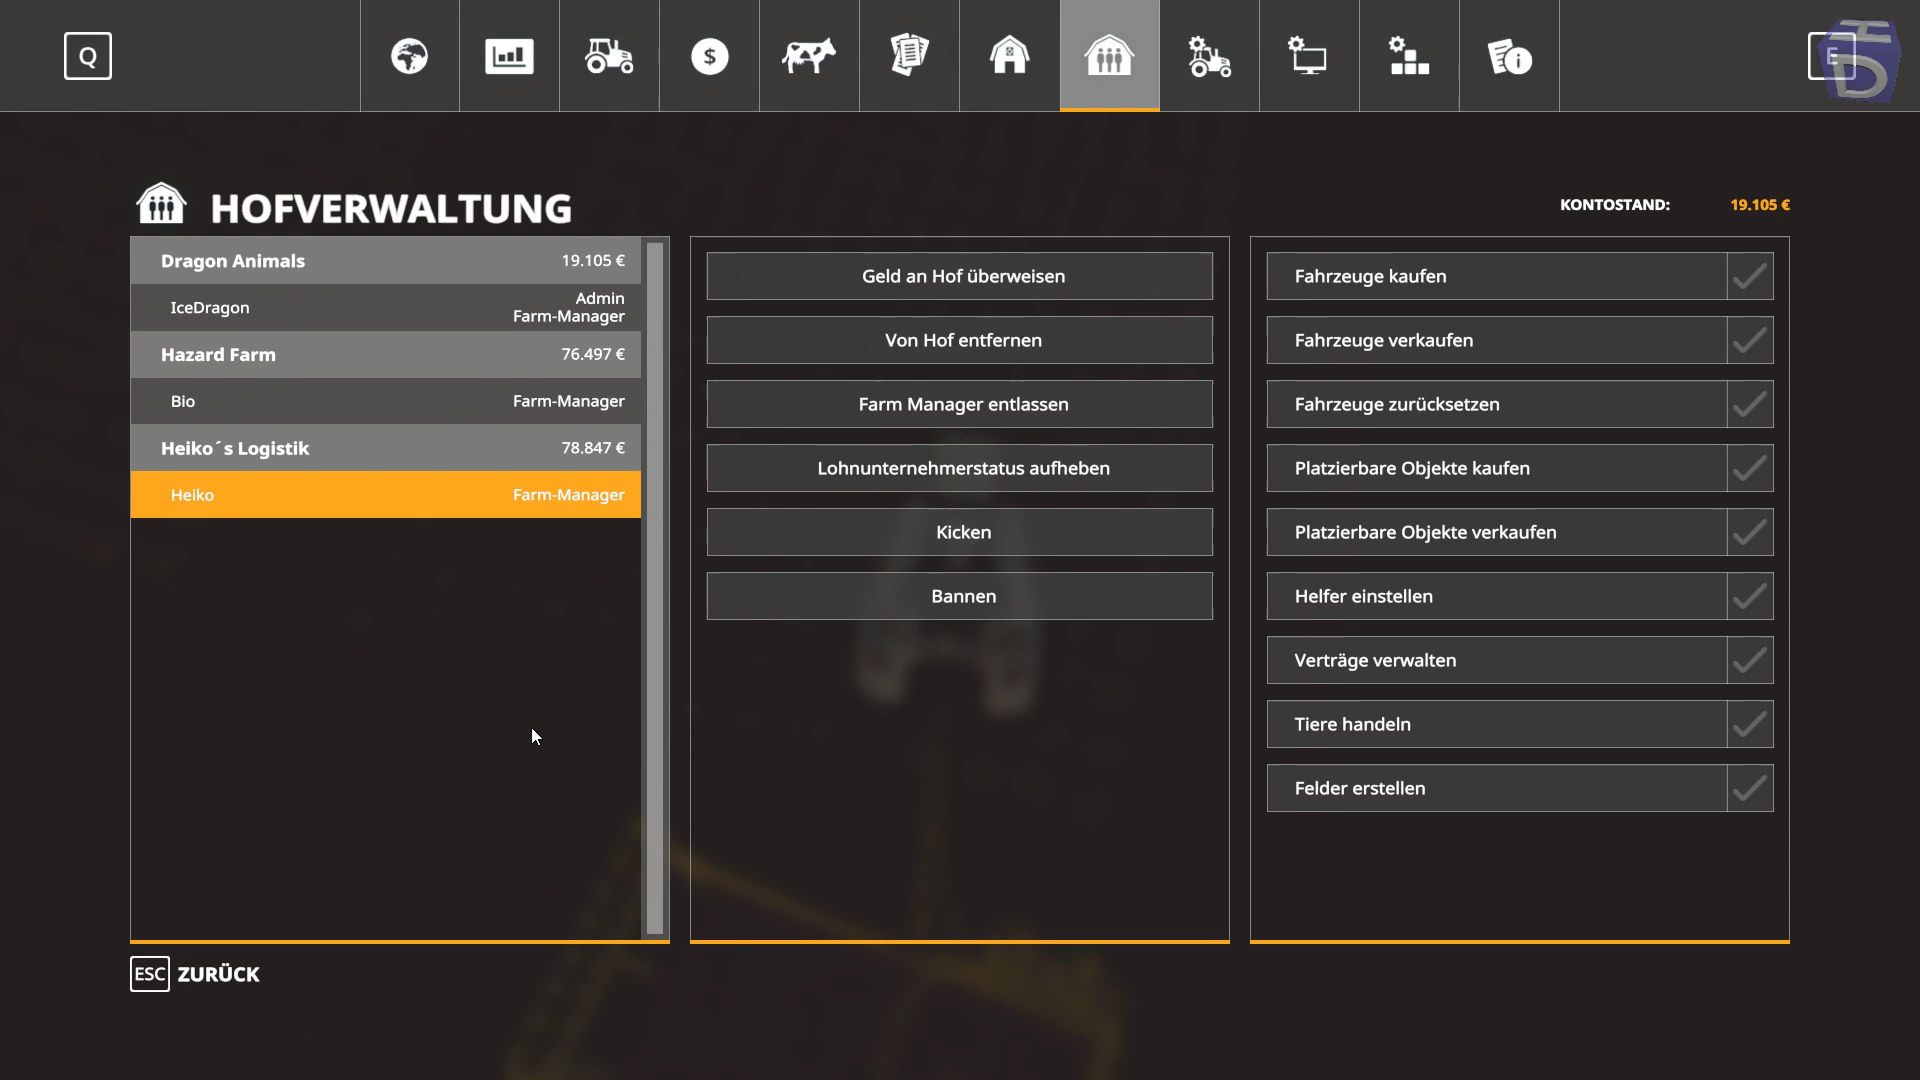 Q
$
E
HOFVERWALTUNG
KONTOSTAND: 19.105 €
Dragon Animals 19.105 €
IceDragon Admin
Farm-Manager
Hazard Farm 76.497 €
Bio Farm-Manager
Heiko´s Logistik 78.847 €
Heiko Farm-Manager
Geld an Hof überweisen
Von Hof entfernen
Farm Manager entlassen
Lohnunternehmerstatus aufheben
Kicken
Bannen
Fahrzeuge kaufen
Fahrzeuge verkaufen
Fahrzeuge zurücksetzen
Platzierbare Objekte kaufen
Platzierbare Objekte verkaufen
Helfer einstellen
Verträge verwalten
Tiere handeln
Felder erstellen
ESC ZURÜCK